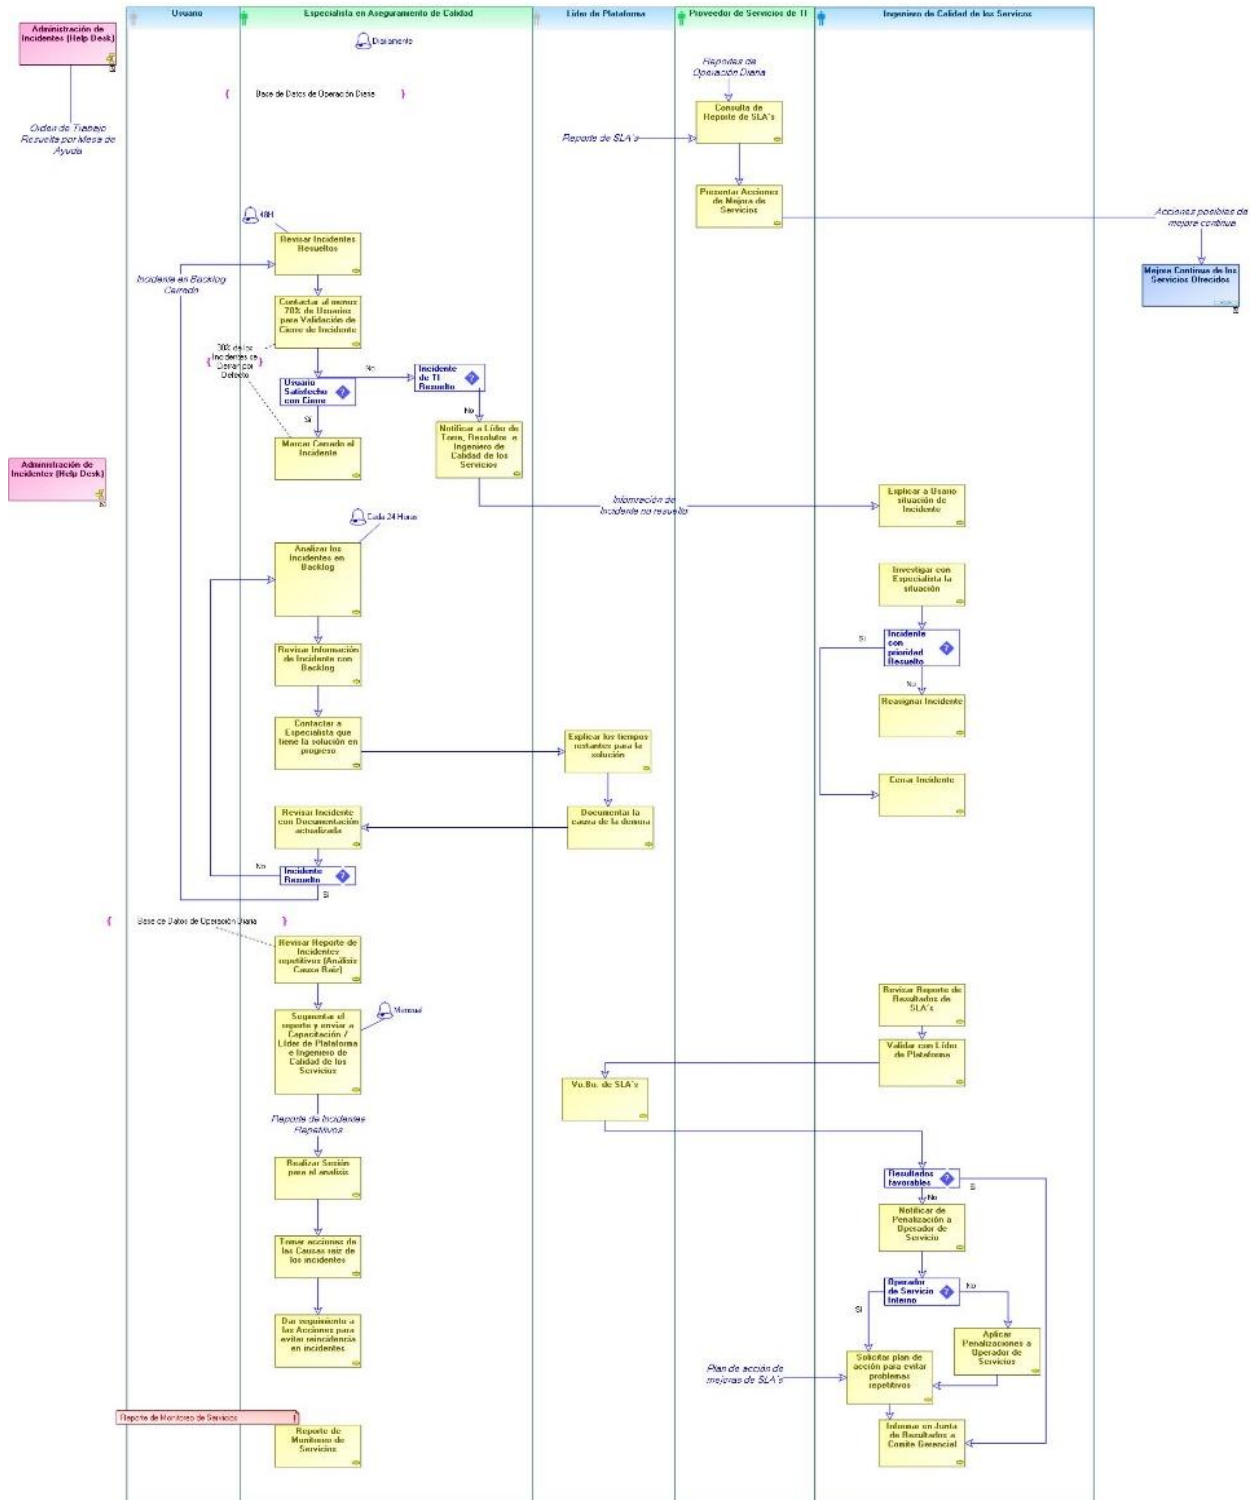 Usuario
Especialista en Aseguramiento de Calidad
Líder de Plataforma
Proveedor de Servicios de TI
Ingeniero de Calidad de los Servicos
Administración de
Incidentes (Help Desk)
Diariamente
Base de Datos de Operación Diaria
Orden de Trabajo
Resuelta por Mesa de
Ayuda
Reportes de
Operación Diaria
Consulta de
Reporte de SLA's
Reporte de SLA's
Presentar Acciones
de Mejora de
Servicios
Acciones posibles de
mejora continua
Mejora Continua de los
Servicios Ofrecidos
48H
Revisar Incidentes
Resueltos
Incidente en Backlog
Cerrado
Contactar al menos
70% de Usuarios
para Validación de
Cierre de Incidente
30% de los
Incidentes se
Cierran por
Defecto
Usuario
Satisfecho
con Cierre
No
Incidente
de TI
Resuelto
Si
No
Marcar Cerrado el
Incidente
Notificar a Líder de
Torre, Resolutor e
Ingeniero de
Calidad de los
Servicios
Administración de
Incidentes (Help Desk)
Infomración de
Incidente no resuelto
Explicar a Usario
situación de
Incidente
Cada 24 Horas
Analizar los
Incidentes en
Backlog
Investigar con
Especialista la
situación
Incidente
con
prioridad
Resuelto
Si
No
Revisar Información
de Incidente con
Backlog
Reasignar Incidente
Contactar a
Especialista que
tiene la solución en
progreso
Explicar los tiempos
restantes para la
solución
Cerrar Incidente
Revisar Incidente
con Documentación
actualizada
Documentar la
causa de la demora
Incidente
Resuelto
No
Si
Base de Datos de Operación Diaria
Revisar Reporte de
Incidentes
repetitivos (Análisis
Causa Raíz)
Mensual
Segmentar el
reporte y enviar a
Capacitación /
Líder de Plataforma
e Ingeniero de
Calidad de los
Servicios
Revisar Reporte de
Resultados de
SLA's
Validar con Líder
de Plataforma
Vo.Bo. de SLA's
Reporte de Incidentes
Repetitivos
Realizar Sesión
para el analisis
Resultados
favorables
Si
No
Notificar de
Penalización a
Operador de
Servicio
Tomar acciones de
las Causas raiz de
los incidentes
Operador
de Servicio
Interno
No
Si
Dar seguimiento a
las Acciones para
evitar reincidencia
en incidentes
Aplicar
Penalizaciones a
Operador de
Servicios
Plan de acción de
mejoras de SLA's
Solicitar plan de
acción para evitar
problemas
repetitivos
Reporte de Monitoreo de Servicios
Reporte de
Monitoreo de
Servicios
Informar en Junta
de Resultados a
Comite Gerencial